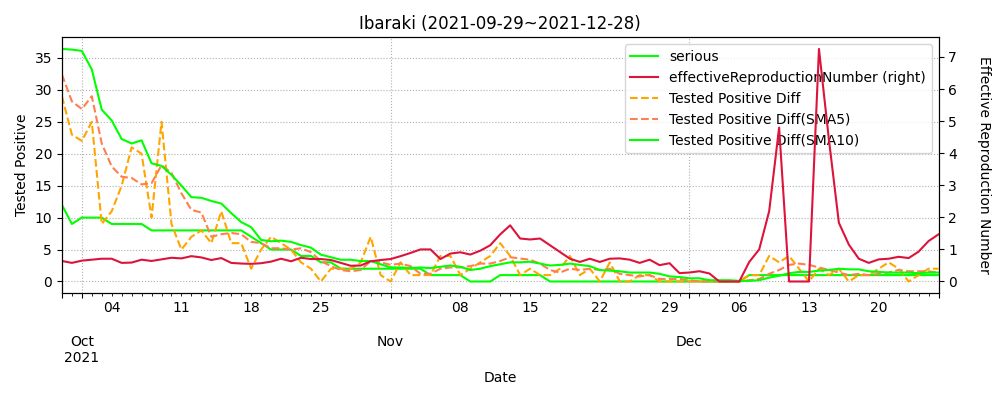 Ibaraki (2021-09-29~2021-12-28)
serious
effectiveReproductionNumber (right)
Tested Positive Diff
Tested Positive Diff(SMA5)
Tested Positive Diff(SMA10)
Tested Positive
35
30
25
20
15
10
5
0
7
6
5
4
3
2
1
0
Effective Reproduction Number
04 11 18 25 08 15 22 29 06 13 20
Oct Nov Dec
2021
Date